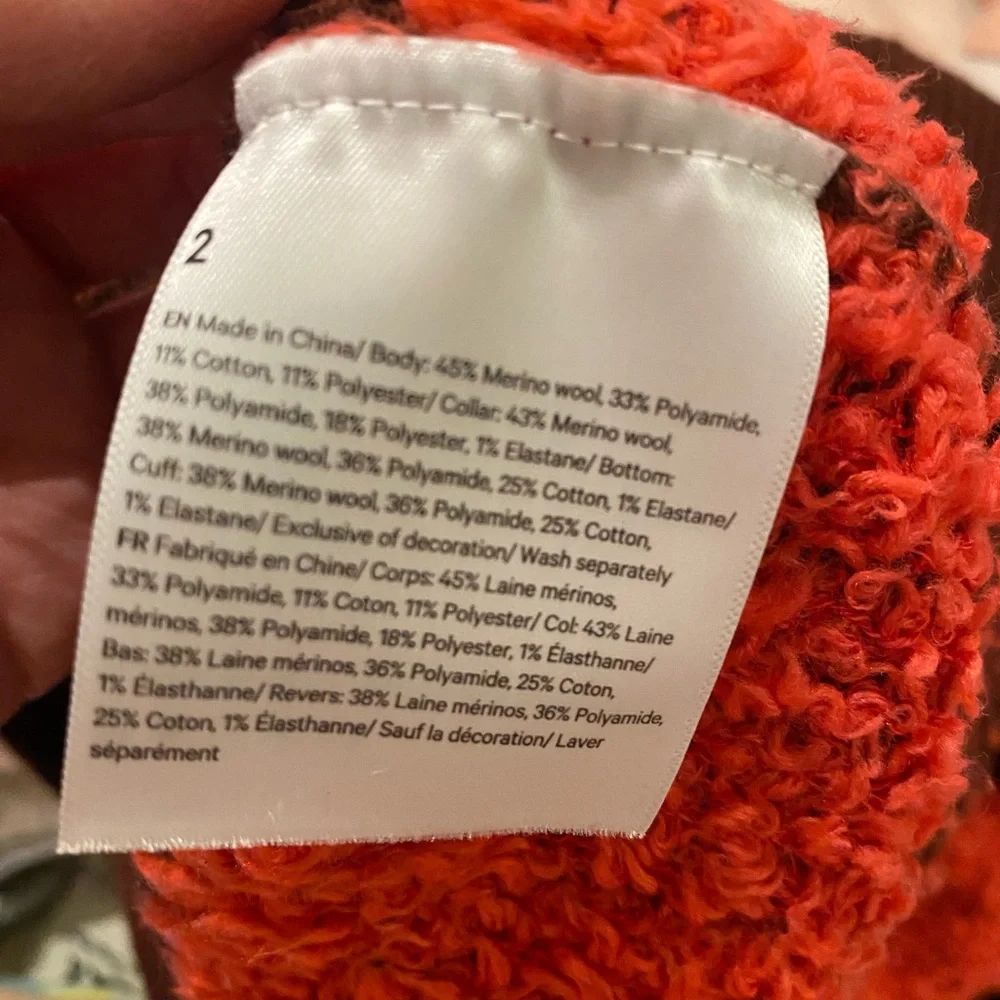 2
EN Made in China/ Body: 45% Merino wool, 33% Polyamide,
11% Cotton, 11% Polyester/ Collar: 43% Merino wool,
38% Polyamide, 18% Polyester, 1% Elastane/ Bottom:
38% Merino wool, 36% Polyamide, 25% Cotton, 1% Elastane/
Cuff: 38% Merino wool, 36% Polyamide, 25% Cotton,
1% Elastane/ Exclusive of decoration/ Wash separately
FR Fabriqué en Chine/ Corps: 45% Laine mérinos,
33% Polyamide, 11% Coton, 11% Polyester/ Col: 43% Laine
mérinos, 38% Polyamide, 18% Polyester, 1% Élasthanne/
Bas: 38% Laine mérinos, 36% Polyamide, 25% Coton,
1% Élasthanne/ Revers: 38% Laine mérinos, 36% Polyamide,
25% Coton, 1% Élasthanne/ Sauf la décoration/ Laver
séparément